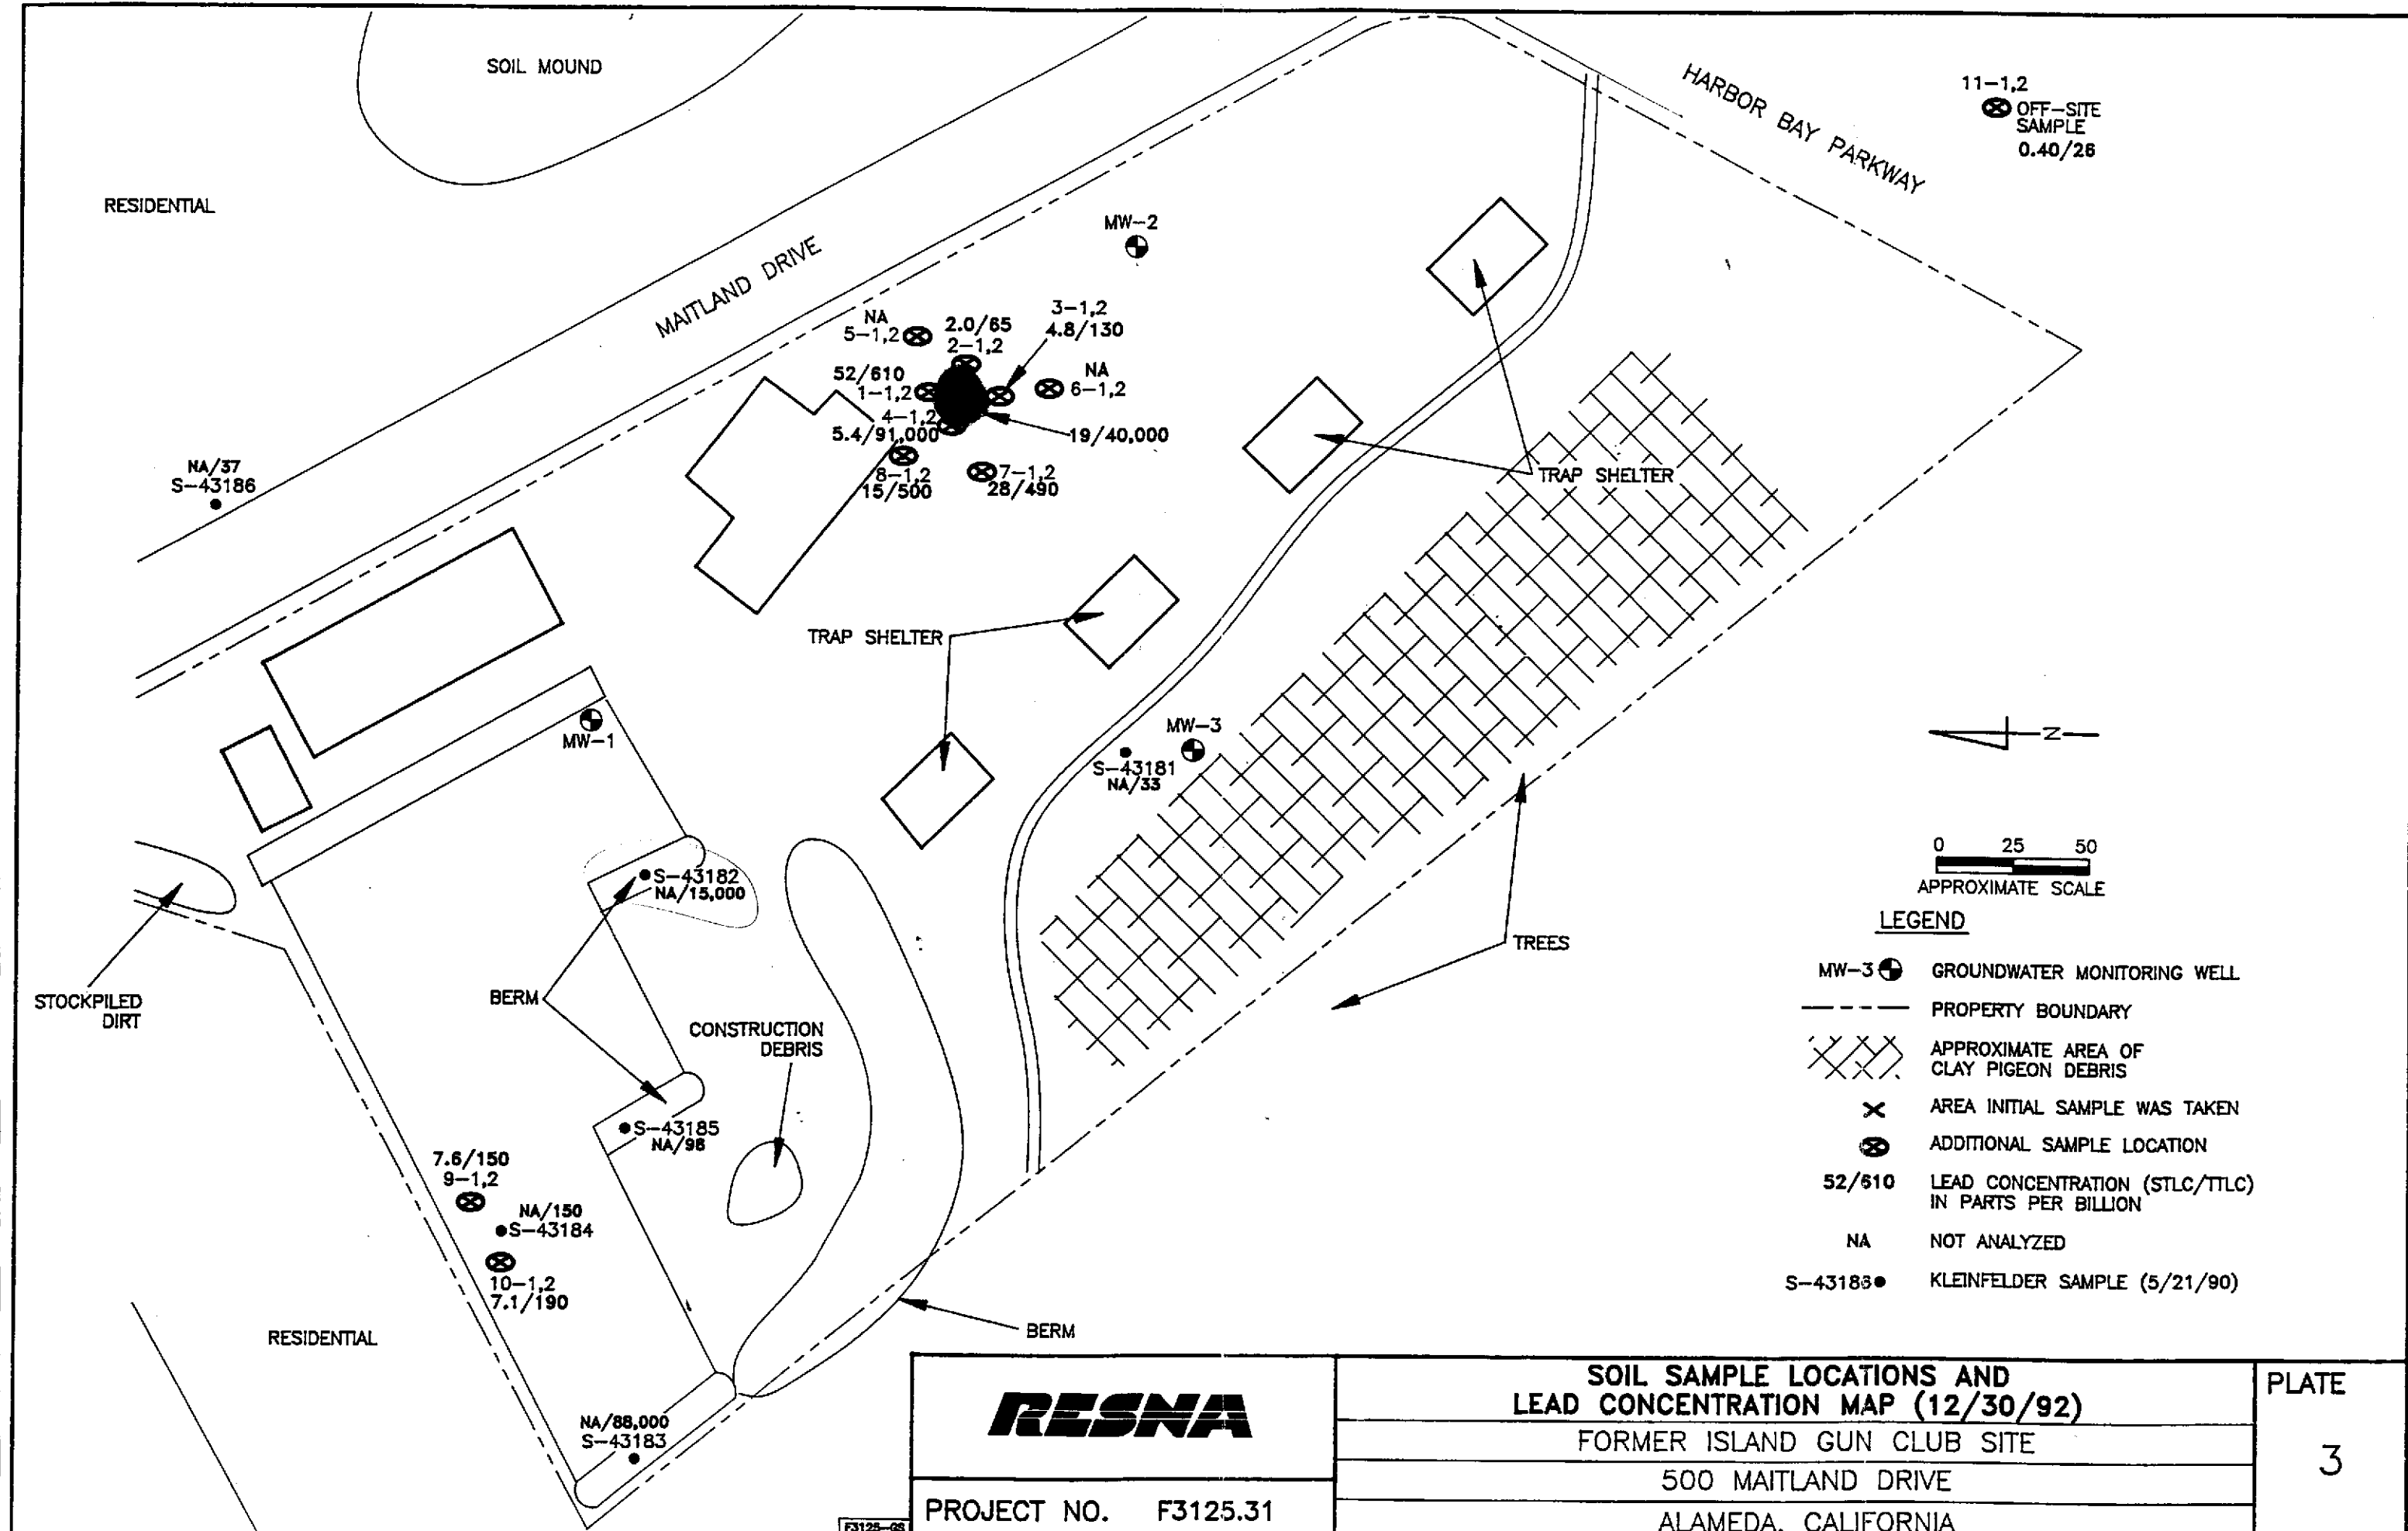 SOIL MOUND
RESIDENTIAL
MAITLAND DRIVE
HARBOR BAY PARKWAY
11-1,2
OFF-SITE
SAMPLE
0.40/26
MW-2
NA
5-1,2
2.0/65
2-1,2
3-1,2
4.8/130
52/610
1-1,2
NA
6-1,2
4-1,2
5.4/91,000
19/40,000
8-1,2
15/500
7-1,2
28/490
NA/37
S-43186
TRAP SHELTER
TRAP SHELTER
MW-1
MW-3
S-43181
NA/33
S-43182
NA/15,000
STOCKPILED
DIRT
BERM
CONSTRUCTION
DEBRIS
TREES
S-43185
NA/98
7.6/150
9-1,2
NA/150
S-43184
10-1,2
7.1/190
RESIDENTIAL
BERM
NA/88,000
S-43183
N
0 25 50
APPROXIMATE SCALE
LEGEND
MW-3 GROUNDWATER MONITORING WELL
PROPERTY BOUNDARY
APPROXIMATE AREA OF
CLAY PIGEON DEBRIS
AREA INITIAL SAMPLE WAS TAKEN
ADDITIONAL SAMPLE LOCATION
52/610 LEAD CONCENTRATION (STLC/TTLC)
IN PARTS PER BILLION
NA NOT ANALYZED
S-43183 KLEINFELDER SAMPLE (5/21/90)
RESNA
PROJECT NO. F3125.31
SOIL SAMPLE LOCATIONS AND
LEAD CONCENTRATION MAP (12/30/92)
FORMER ISLAND GUN CLUB SITE
500 MAITLAND DRIVE
ALAMEDA, CALIFORNIA
PLATE
3
F3125-GS